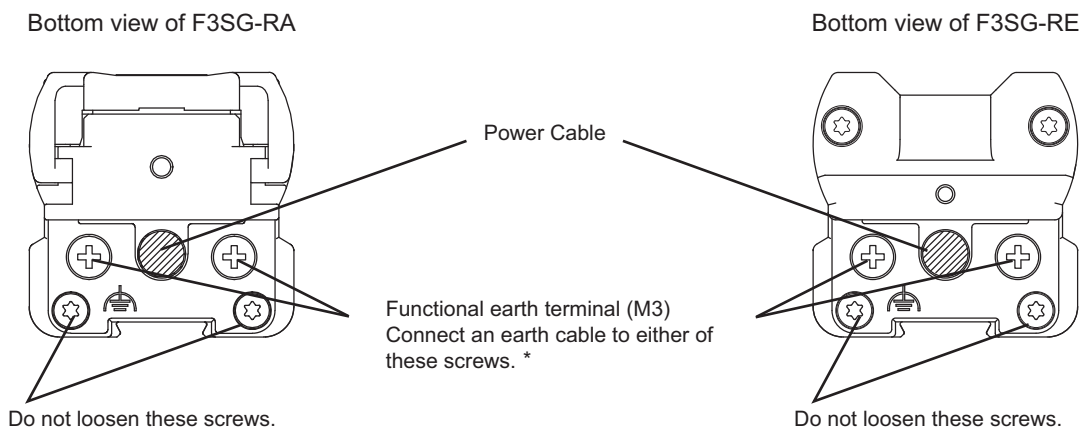 Bottom view of F3SG-RA
Bottom view of F3SG-RE
Power Cable
Functional earth terminal (M3)
Connect an earth cable to either of
these screws. *
Do not loosen these screws.
Do not loosen these screws.